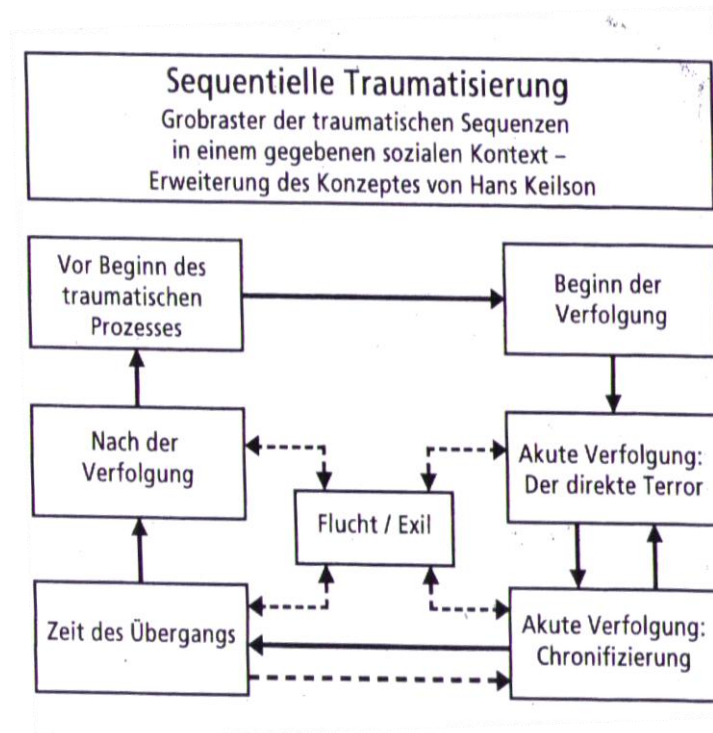 Sequentielle Traumatisierung
Grobraster der traumatischen Sequenzen
in einem gegebenen sozialen Kontext –
Erweiterung des Konzeptes von Hans Keilson
Vor Beginn des
traumatischen
Prozesses
Beginn der
Verfolgung
Nach der
Verfolgung
Akute Verfolgung:
Der direkte Terror
Flucht / Exil
Zeit des Übergangs
Akute Verfolgung:
Chronifizierung